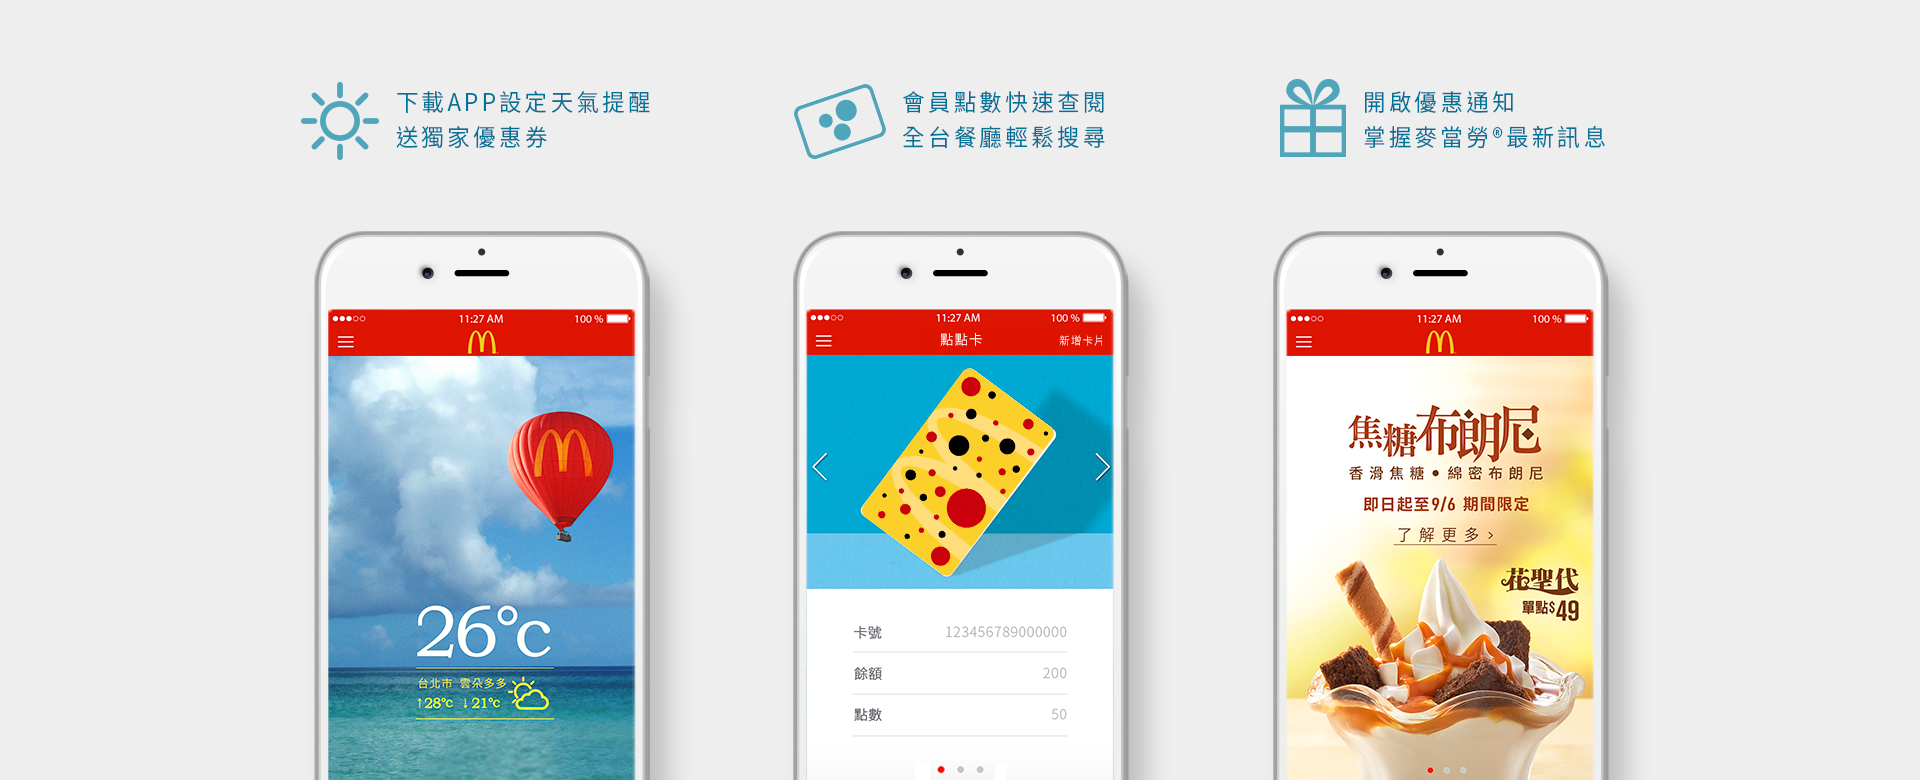 下載APP設定天氣提醒
送獨家優惠券
會員點數快速查閱
全台餐廳輕鬆搜尋
開啟優惠通知
掌握麥當勞®最新訊息
11:27 AM
100 %
26°c
台北市 雲朵多多
↑28°c ↓21°c
11:27 AM
100 %
點點卡
新增卡片
卡號 123456789000000
餘額 200
點數 50
11:27 AM
100 %
焦糖布朗尼
香滑焦糖•綿密布朗尼
即日起至9/6 期間限定
了解更多>
花聖代
單點$49